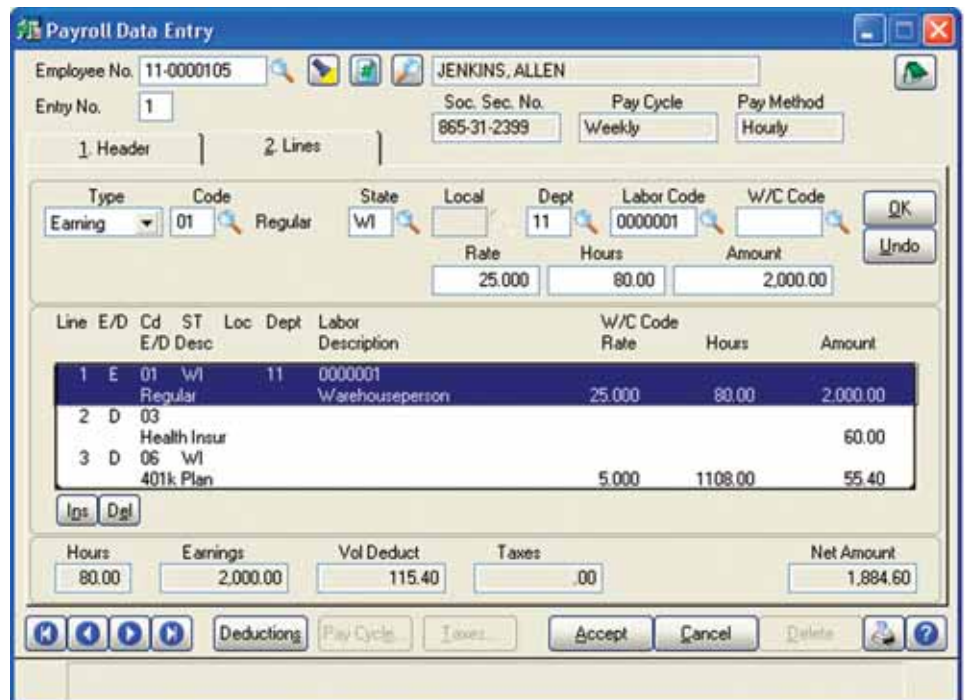 Payroll Data Entry
Employee No. 11-0000105 JENKINS, ALLEN
Entry No. 1 Soc. Sec. No. Pay Cycle Pay Method
865-31-2399 Weekly Hourly
1. Header 2. Lines
Type Code State Local Dept Labor Code W/C Code
Earning 01 Regular WI 11 0000001 OK
Undo
Rate Hours Amount
25.000 80.00 2,000.00
Line E/D Cd ST Loc Dept Labor W/C Code
E/D Desc Description Rate Hours Amount
1 E 01 WI 11 0000001
Regular Warehouseperson 25.000 80.00 2,000.00
2 D 03
Health Insur 60.00
3 D 06 WI
401k Plan 5.000 1108.00 55.40
Ins Del
Hours Earnings Vol Deduct Taxes Net Amount
80.00 2,000.00 115.40 .00 1,884.60
Deductions Pay Cycle... Taxes... Accept Cancel Delete